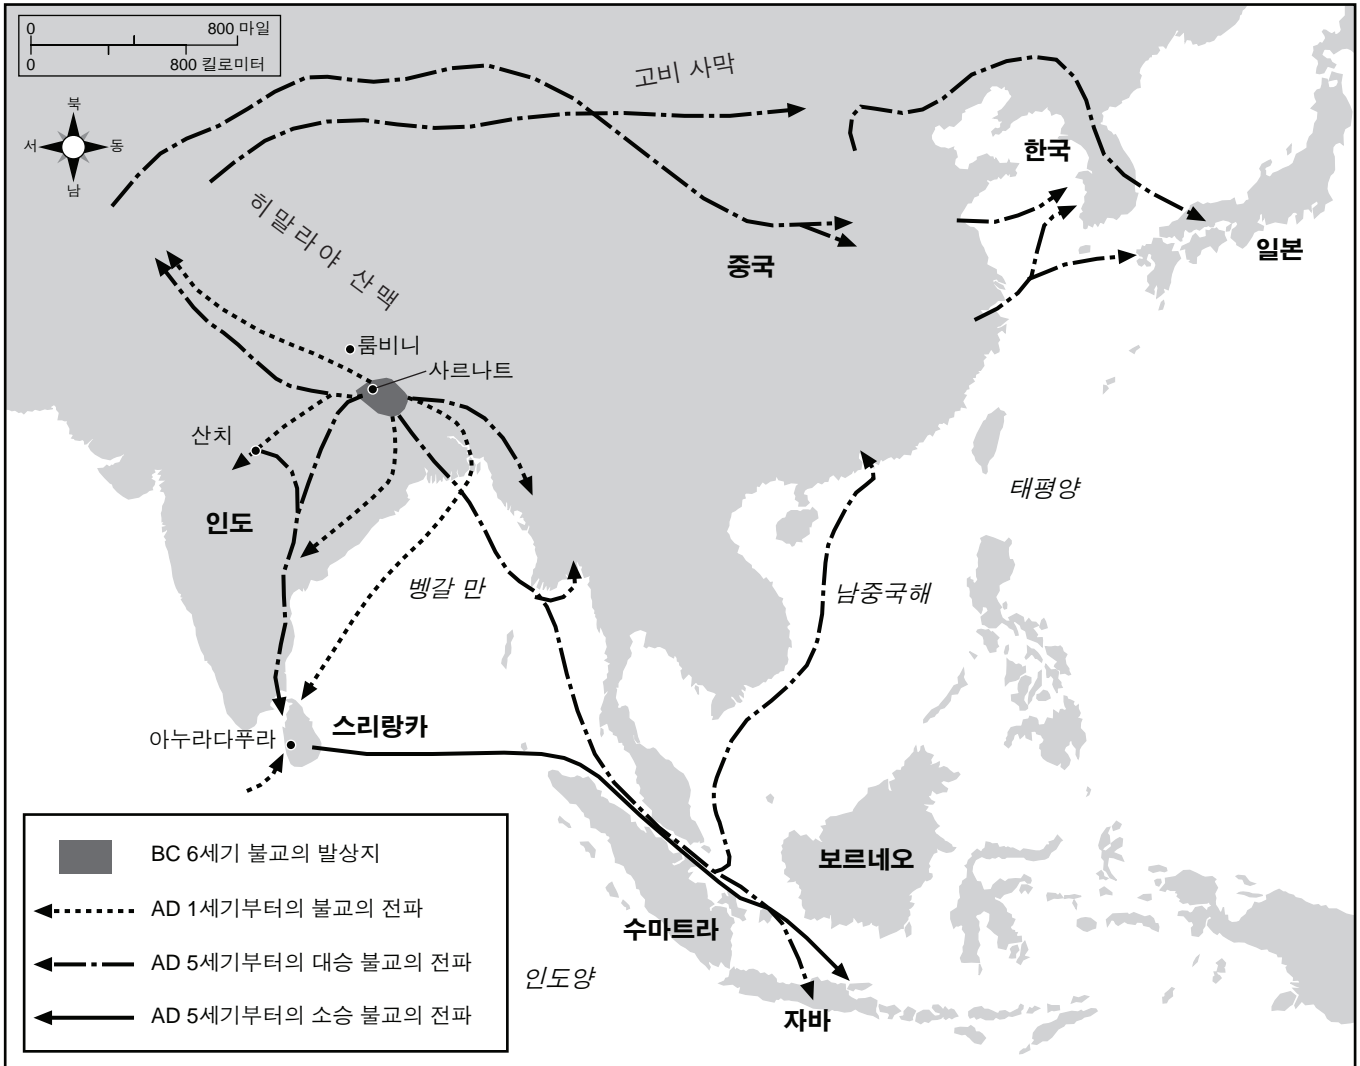 0 800 마일
0 800 킬로미터
북
서 동
남
고비 사막
한국
히말라야 산맥
중국
일본
룸비니
사르나트
산치
태평양
인도
벵갈 만
남중국해
스리랑카
아누라다푸라
보르네오
수마트라
인도양
자바
BC 6세기 불교의 발상지
AD 1세기부터의 불교의 전파
AD 5세기부터의 대승 불교의 전파
AD 5세기부터의 소승 불교의 전파